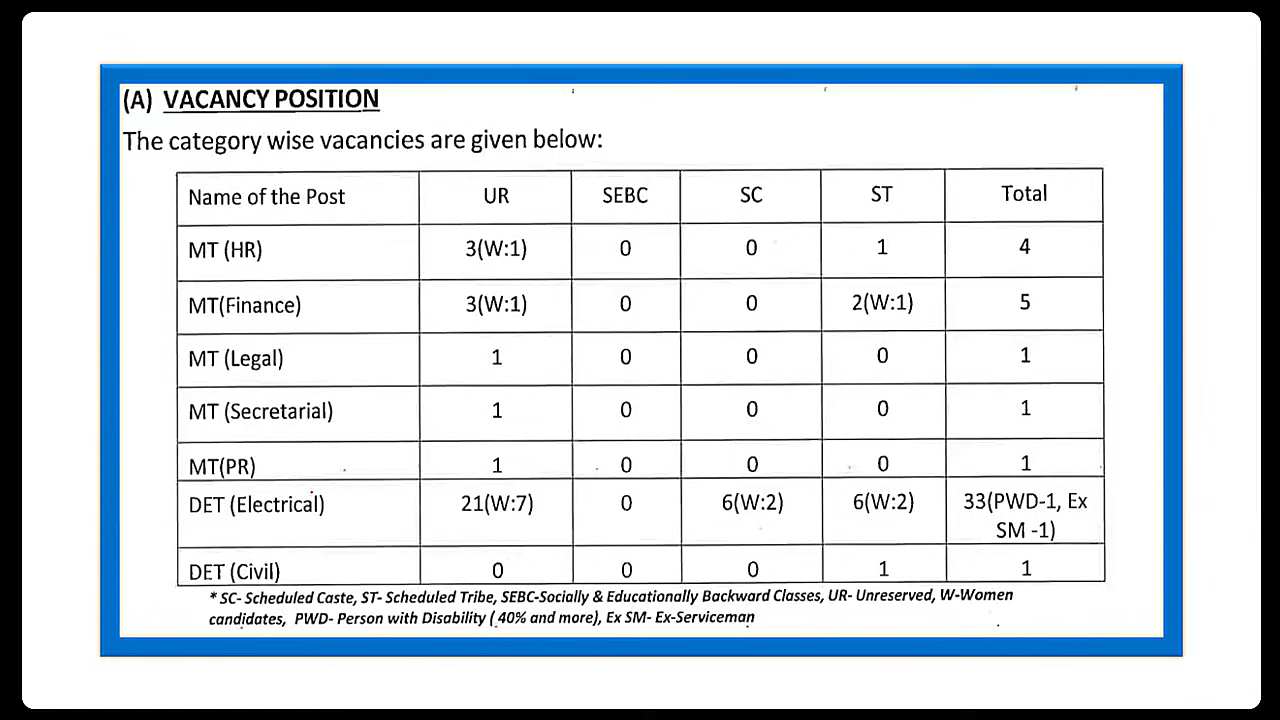 (A) VACANCY POSITION
The category wise vacancies are given below:
Name of the Post UR SEBC SC ST Total
MT (HR) 3(W:1) 0 0 1 4
MT(Finance) 3(W:1) 0 0 2(W:1) 5
MT (Legal) 1 0 0 0 1
MT (Secretarial) 1 0 0 0 1
MT(PR) 1 0 0 0 1
DET (Electrical) 21(W:7) 0 6(W:2) 6(W:2) 33(PWD-1, Ex
SM -1)
DET (Civil) 0 0 0 1 1
* SC- Scheduled Caste, ST- Scheduled Tribe, SEBC-Socially & Educationally Backward Classes, UR- Unreserved, W-Women
candidates, PWD- Person with Disability ( 40% and more), Ex SM- Ex-Serviceman